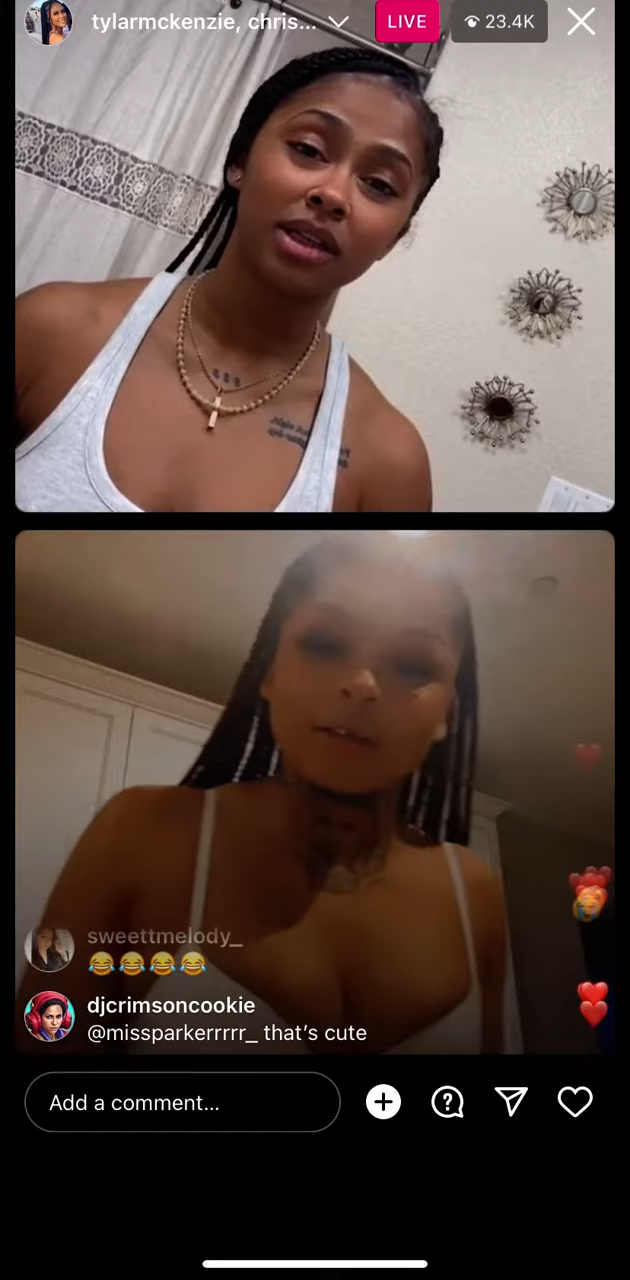 tylarmckenzie, chris...
LIVE
23.4K
sweettmelody_
😂😂😂😂
djcrimsoncookie
@missparkerrrrr_ that’s cute
Add a comment...